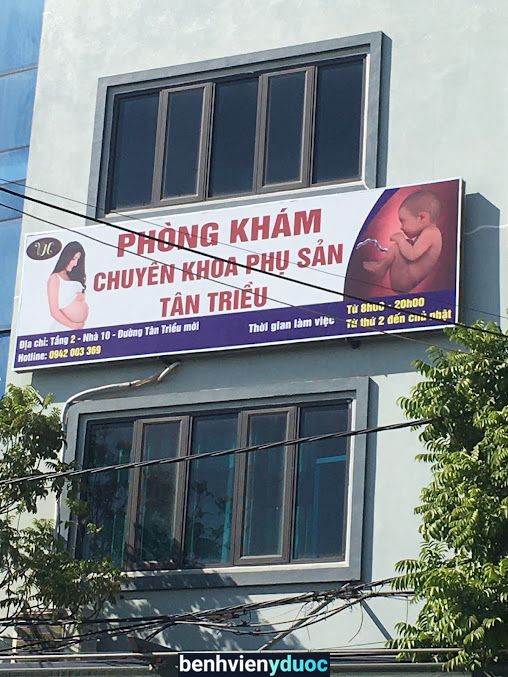 PHÒNG KHÁM
CHUYÊN KHOA PHỤ SẢN
TÂN TRIỀU
Địa chỉ: Tầng 2 - Nhà 10 - Đường Tân Triều mới
Hotline: 0942 003 369
Thời gian làm việc
Từ 8h00 - 20h00
Từ thứ 2 đến chủ nhật
benhvienyduoc